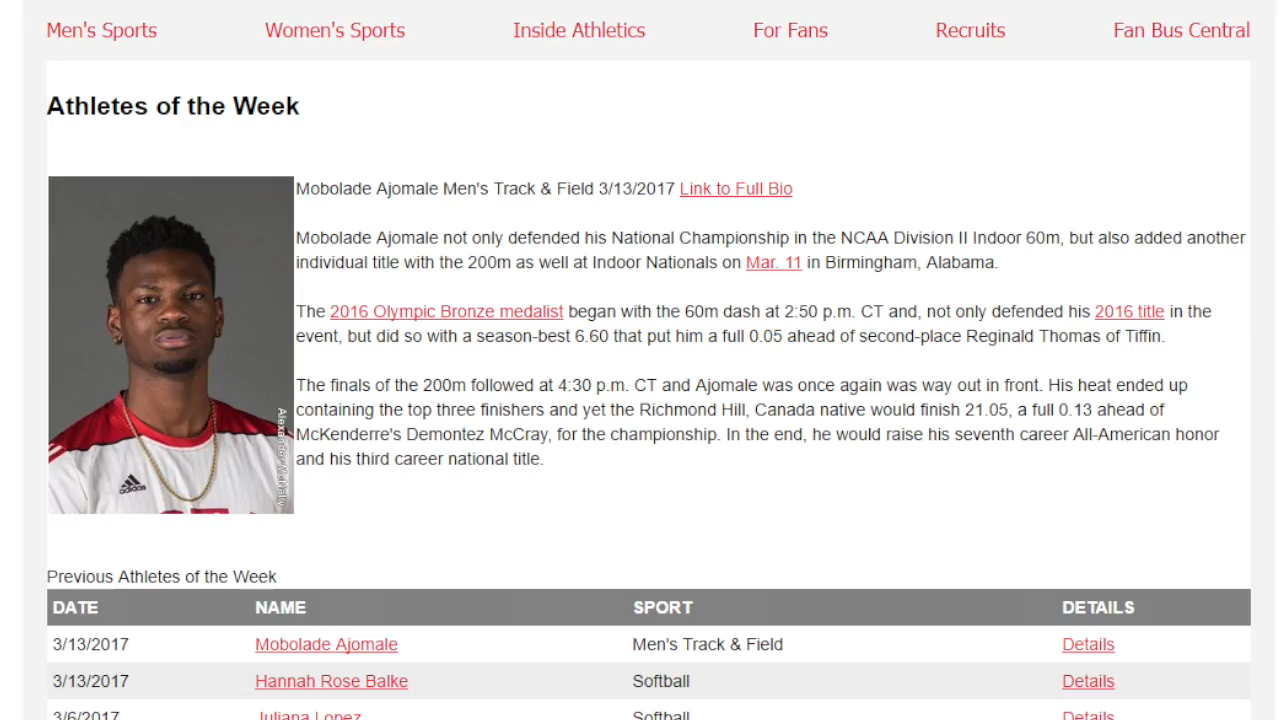 Men's Sports Women's Sports Inside Athletics For Fans Recruits Fan Bus Central
Athletes of the Week
Mobolade Ajomale Men's Track & Field 3/13/2017 Link to Full Bio
Mobolade Ajomale not only defended his National Championship in the NCAA Division II Indoor 60m, but also added another
individual title with the 200m as well at Indoor Nationals on Mar. 11 in Birmingham, Alabama.
The 2016 Olympic Bronze medalist began with the 60m dash at 2:50 p.m. CT and, not only defended his 2016 title in the
event, but did so with a season-best 6.60 that put him a full 0.05 ahead of second-place Reginald Thomas of Tiffin.
The finals of the 200m followed at 4:30 p.m. CT and Ajomale was once again was way out in front. His heat ended up
containing the top three finishers and yet the Richmond Hill, Canada native would finish 21.05, a full 0.13 ahead of
McKenderre's Demontez McCray, for the championship. In the end, he would raise his seventh career All-American honor
and his third career national title.
adidas
Previous Athletes of the Week
DATE NAME SPORT DETAILS
3/13/2017 Mobolade Ajomale Men's Track & Field Details
3/13/2017 Hannah Rose Balke Softball Details
3/6/2017 Juliana Lopez Softball Details